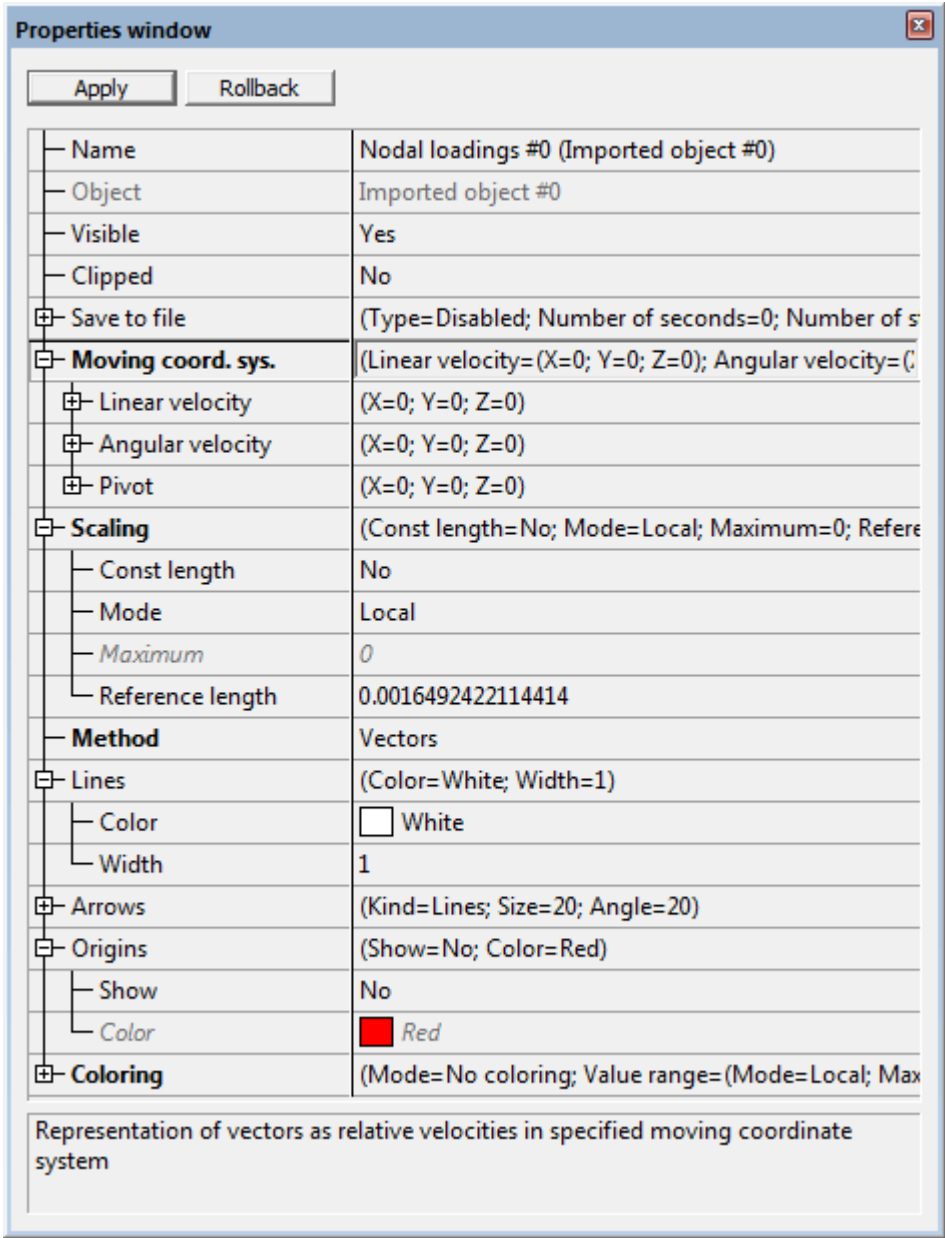 Properties window
Apply Rollback
Name Nodal loadings #0 (Imported object #0)
Object Imported object #0
Visible Yes
Clipped No
Save to file (Type=Disabled; Number of seconds=0; Number of
Moving coord. sys. (Linear velocity=(X=0; Y=0; Z=0); Angular velocity=(
Linear velocity (X=0; Y=0; Z=0)
Angular velocity (X=0; Y=0; Z=0)
Pivot (X=0; Y=0; Z=0)
Scaling (Const length=No; Mode=Local; Maximum=0; Refere
Const length No
Mode Local
Maximum 0
Reference length 0.0016492422114414
Method Vectors
Lines (Color=White; Width=1)
Color White
Width 1
Arrows (Kind=Lines; Size=20; Angle=20)
Origins (Show=No; Color=Red)
Show No
Color Red
Coloring (Mode=No coloring; Value range=(Mode=Local; Max
Representation of vectors as relative velocities in specified moving coordinate
system